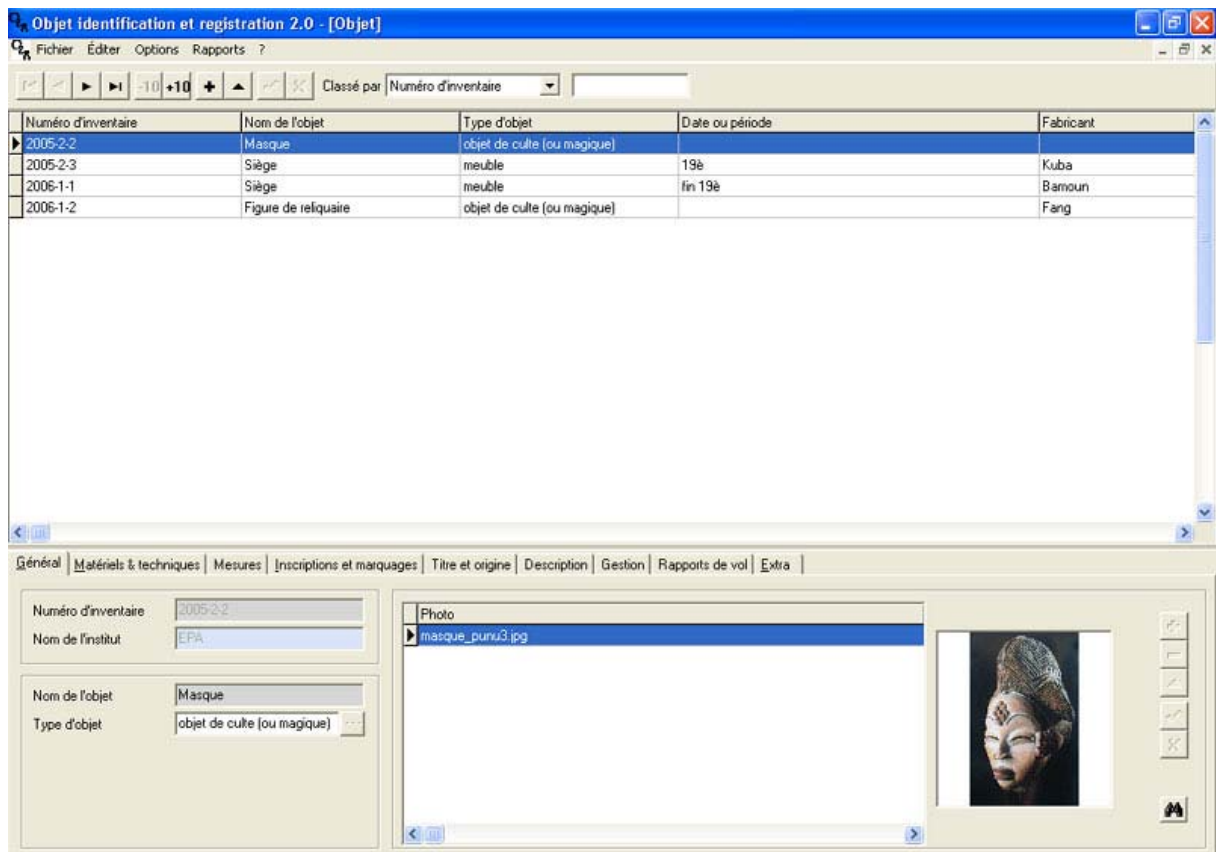 Objet identification et registration 2.0 - [Objet]
Fichier Éditer Options Rapports ?
-10 +10 Classé par Numéro d'inventaire
Numéro d'inventaire Nom de l'objet Type d'objet Date ou période Fabricant
2005-2-2 Masque objet de culte (ou magique)
2005-2-3 Siège meuble 19è Kuba
2006-1-1 Siège meuble fin 19è Bamoun
2006-1-2 Figure de reliquaire objet de culte (ou magique) Fang
Général Matériels & techniques Mesures Inscriptions et marquages Titre et origine Description Gestion Rapports de vol Extra
Numéro d'inventaire 2005-2-2
Nom de l'institut EPA
Nom de l'objet Masque
Type d'objet objet de culte (ou magique) ...
Photo
masque_punu3.jpg